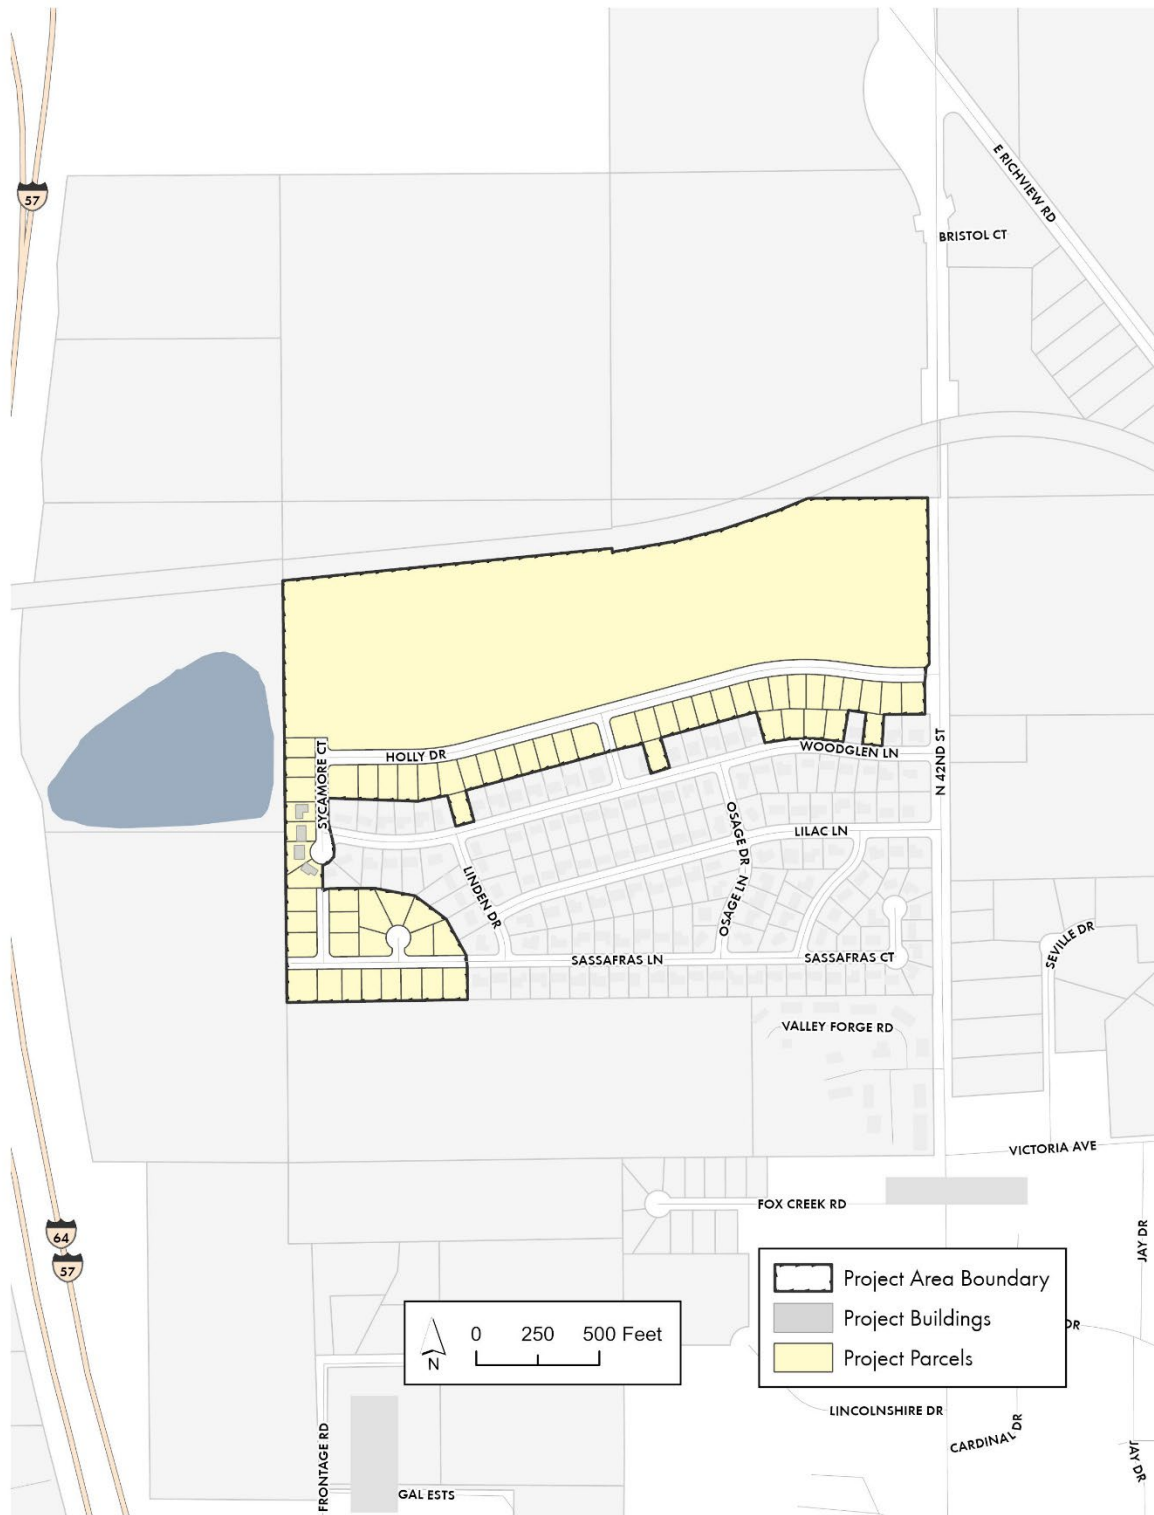 57
E RICHVIEW RD
BRISTOL CT
HOLLY DR
SYCAMORE CT
WOODGLEN LN
N 42ND ST
OSAGE DR
LILAC LN
LINDEN DR
OSAGE LN
SASSAFRAS LN
SASSAFRAS CT
SEVILLE DR
VALLEY FORGE RD
VICTORIA AVE
FOX CREEK RD
JAY DR
64
57
Project Area Boundary
Project Buildings
Project Parcels
DR
0 250 500 Feet
N
LINCOLNSHIRE DR
CARDINAL DR
JAY DR
FRONTAGE RD
GAL ESTS